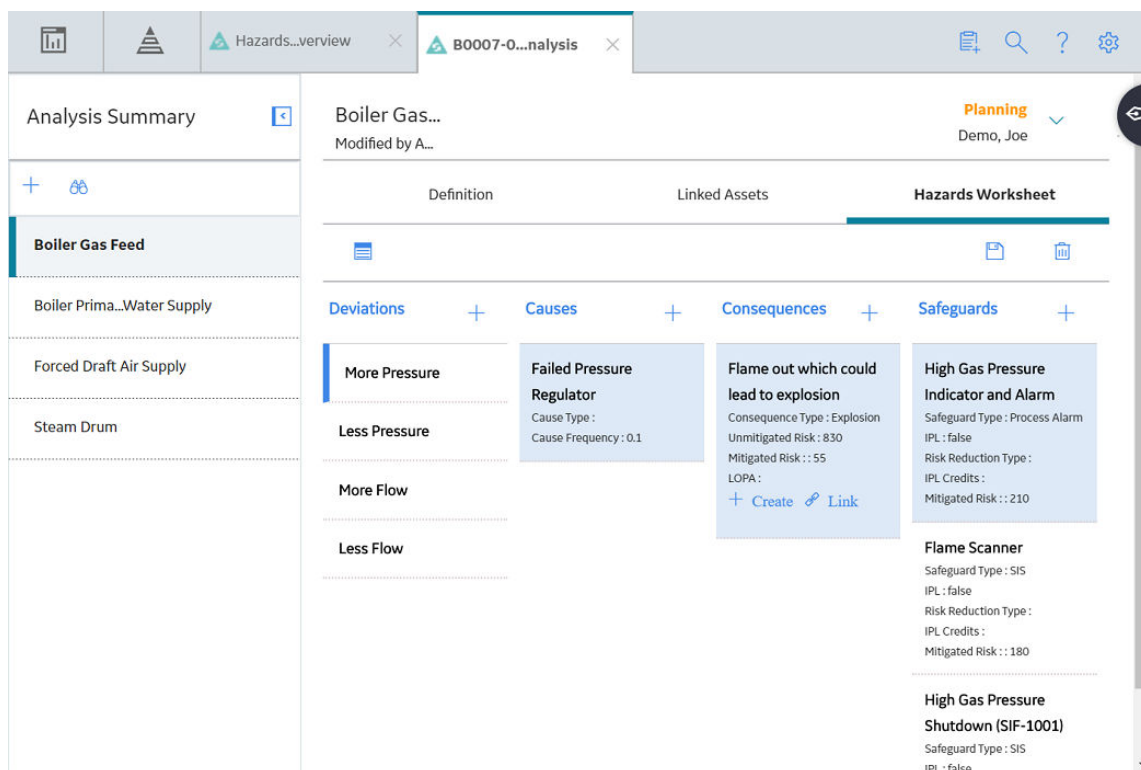 Hazards...verview
B0007-0...nalysis
Analysis Summary
Boiler Gas Feed
Boiler Prima...Water Supply
Forced Draft Air Supply
Steam Drum
Boiler Gas...
Modified by A...
Planning
Demo, Joe
Definition
Linked Assets
Hazards Worksheet
Deviations
More Pressure
Less Pressure
More Flow
Less Flow
Causes
Failed Pressure
Regulator
Cause Type :
Cause Frequency : 0.1
Consequences
Flame out which could
lead to explosion
Consequence Type : Explosion
Unmitigated Risk : 830
Mitigated Risk : : 55
LOPA :
Create
Link
Safeguards
High Gas Pressure
Indicator and Alarm
Safeguard Type : Process Alarm
IPL : false
Risk Reduction Type :
IPL Credits :
Mitigated Risk : : 210
Flame Scanner
Safeguard Type : SIS
IPL : false
Risk Reduction Type :
IPL Credits :
Mitigated Risk : : 180
High Gas Pressure
Shutdown (SIF-1001)
Safeguard Type : SIS
IPL : false